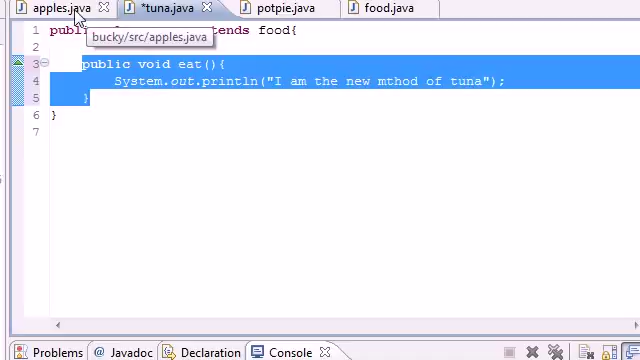 apples.java *tuna.java potpie.java food.java
1 public tends food{
bucky/src/apples.java
2
3 public void eat(){
4 System.out.println("I am the new mthod of tuna");
5 }
6 }
7
Problems @ Javadoc Declaration Console